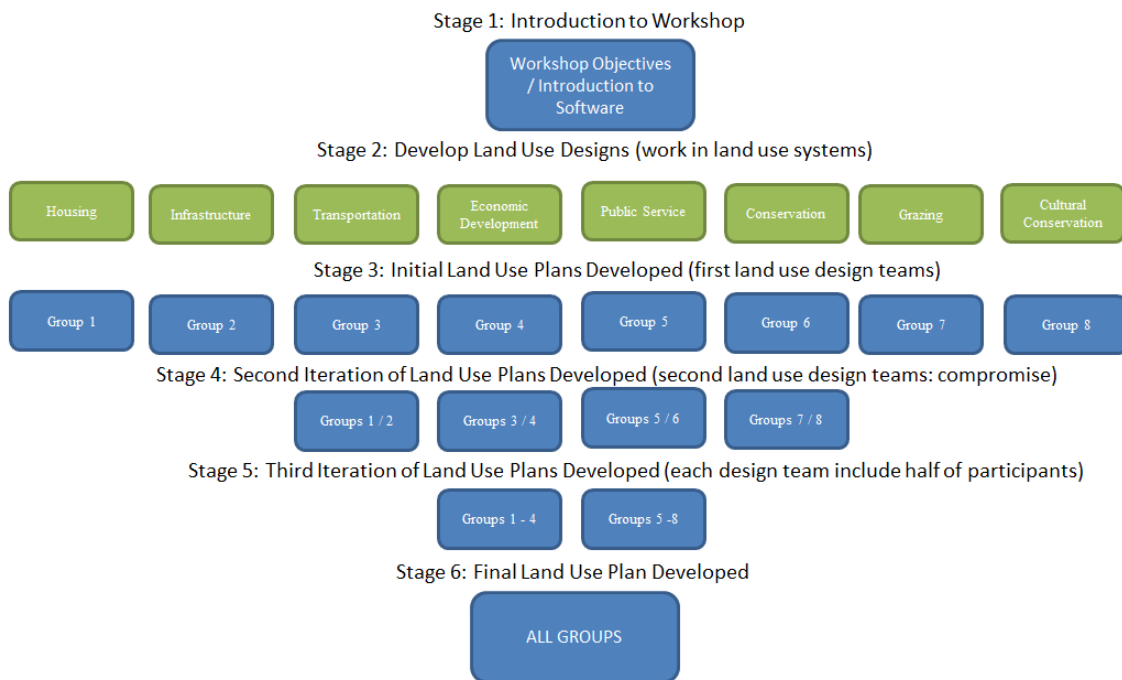 Stage 1: Introduction to Workshop
Workshop Objectives
/ Introduction to
Software
Stage 2: Develop Land Use Designs (work in land use systems)
Housing
Infrastructure
Transportation
Economic
Development
Public Service
Conservation
Grazing
Cultural
Conservation
Stage 3: Initial Land Use Plans Developed (first land use design teams)
Group 1
Group 2
Group 3
Group 4
Group 5
Group 6
Group 7
Group 8
Stage 4: Second Iteration of Land Use Plans Developed (second land use design teams: compromise)
Groups 1 / 2
Groups 3 / 4
Groups 5 / 6
Groups 7 / 8
Stage 5: Third Iteration of Land Use Plans Developed (each design team include half of participants)
Groups 1 - 4
Groups 5 -8
Stage 6: Final Land Use Plan Developed
ALL GROUPS